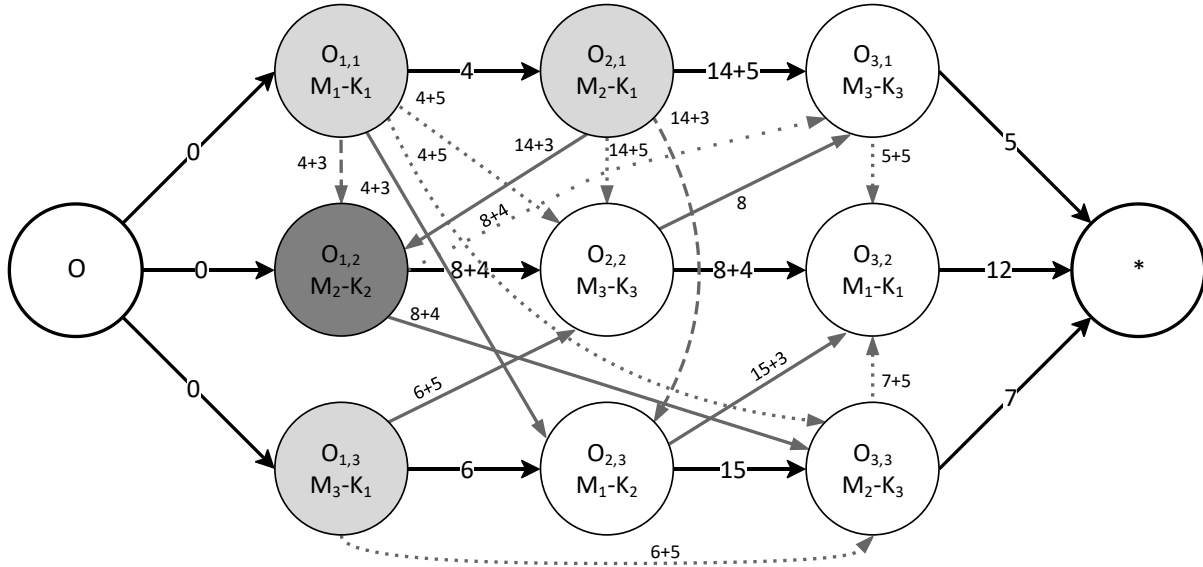 O₁,₁
M₁-K₁
4
O₂,₁
M₂-K₁
14+5
O₃,₁
M₃-K₃
4+5
14+3
0
4+3
4+5
14+3
14+5
5+5
5
4+3
8+4
8
O
0
O₁,₂
M₂-K₂
8+4
O₂,₂
M₃-K₃
8+4
O₃,₂
M₁-K₁
12
*
8+4
0
6+5
15+3
7+5
7
O₁,₃
M₃-K₁
6
O₂,₃
M₁-K₂
15
O₃,₃
M₂-K₃
6+5